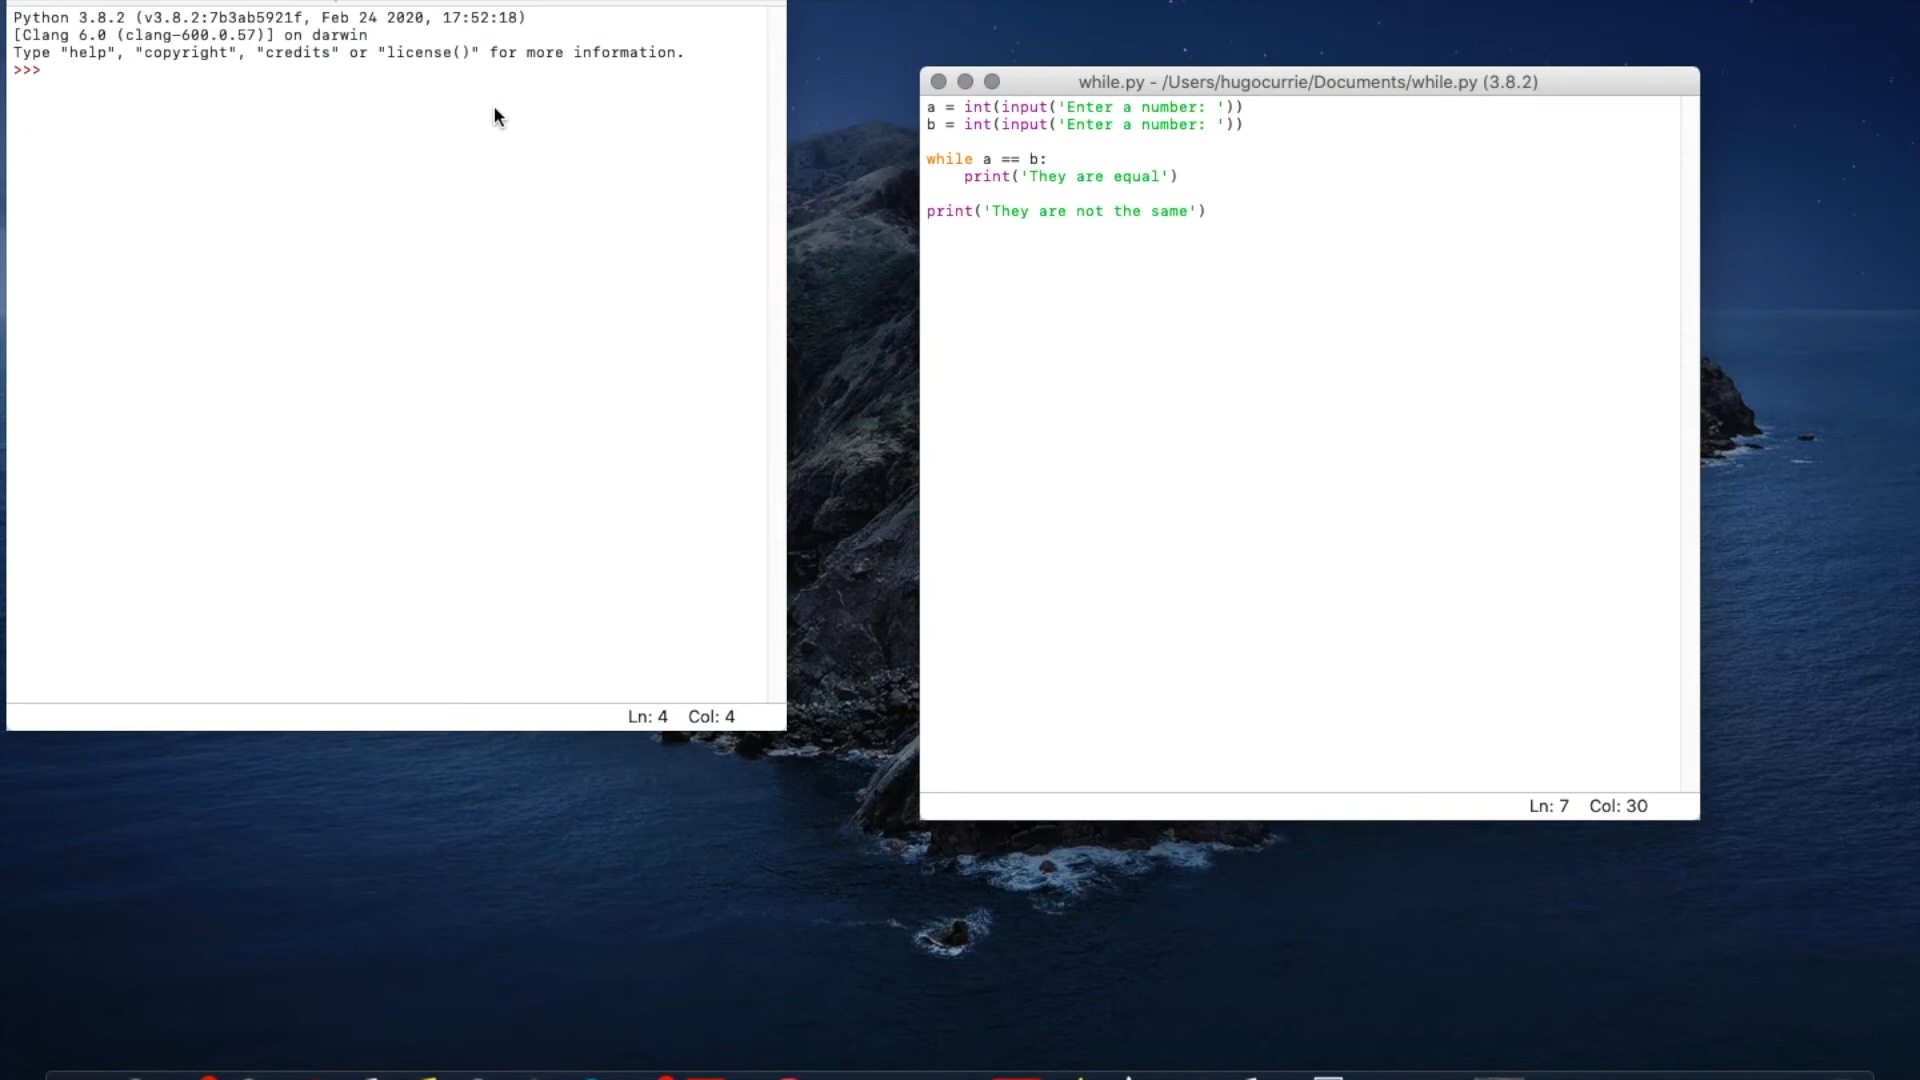 Python 3.8.2 (v3.8.2:7b3ab5921f, Feb 24 2020, 17:52:18)
[Clang 6.0 (clang-600.0.57)] on darwin
Type "help", "copyright", "credits" or "license()" for more information.
>>>
Ln: 4 Col: 4
while.py - /Users/hugocurrie/Documents/while.py (3.8.2)
a = int(input('Enter a number: '))
b = int(input('Enter a number: '))
while a == b:
    print('They are equal')
print('They are not the same')
Ln: 7 Col: 30